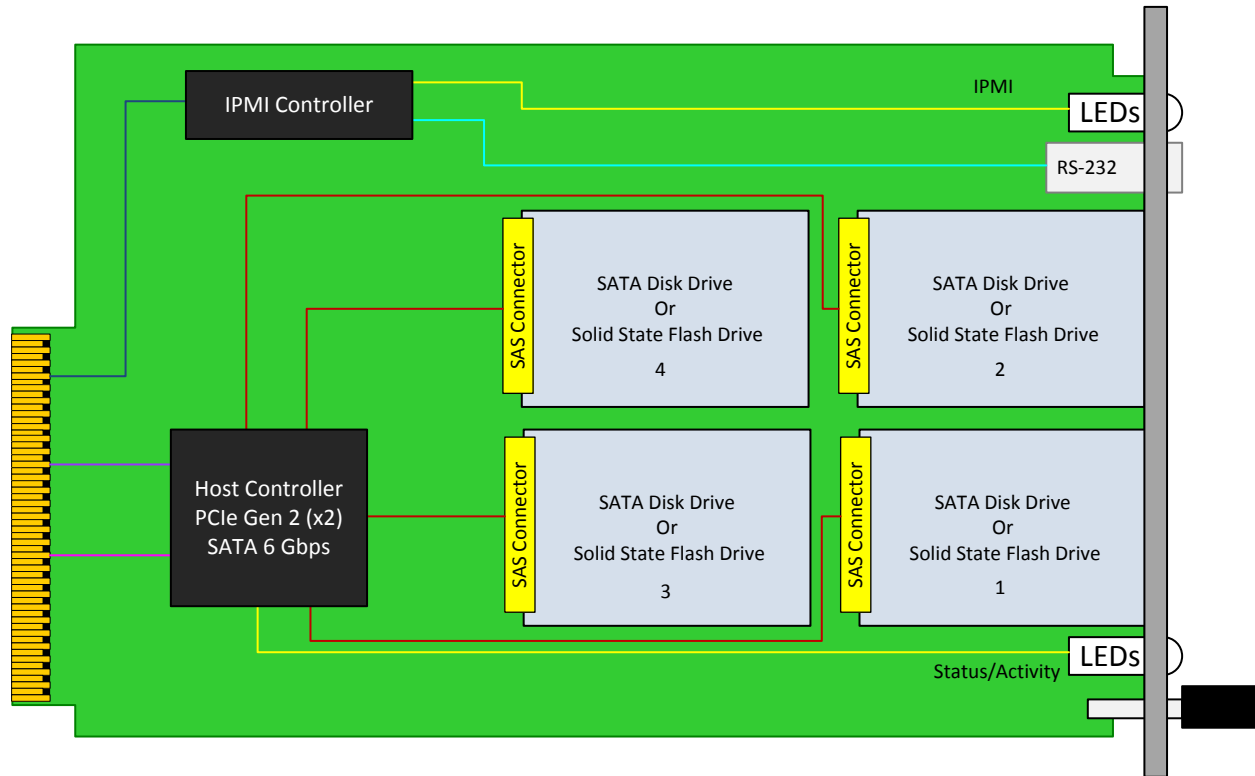 IPMI Controller
IPMI
LEDs
RS-232
SAS Connector
SATA Disk Drive
Or
Solid State Flash Drive
4
SAS Connector
SATA Disk Drive
Or
Solid State Flash Drive
2
Host Controller
PCIe Gen 2 (x2)
SATA 6 Gbps
SAS Connector
SATA Disk Drive
Or
Solid State Flash Drive
3
SAS Connector
SATA Disk Drive
Or
Solid State Flash Drive
1
LEDs
Status/Activity